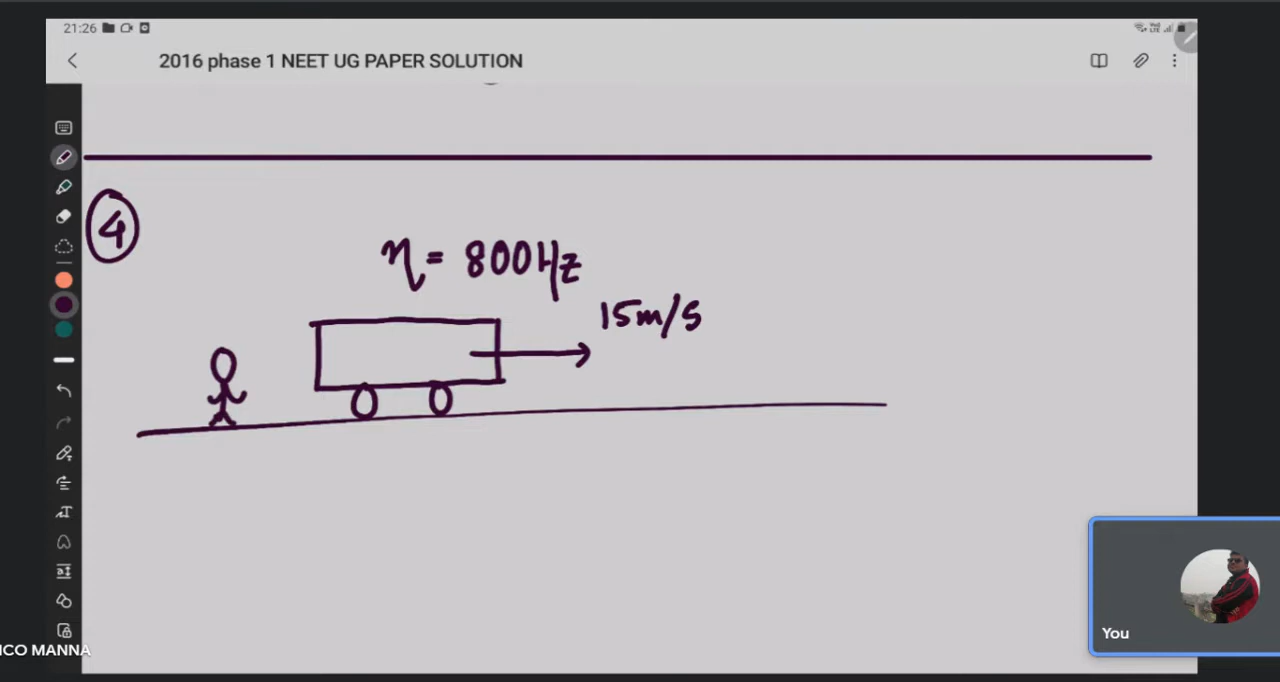 21:26
2016 phase 1 NEET UG PAPER SOLUTION
4
η = 800Hz
15m/s
You
ICO MANNA